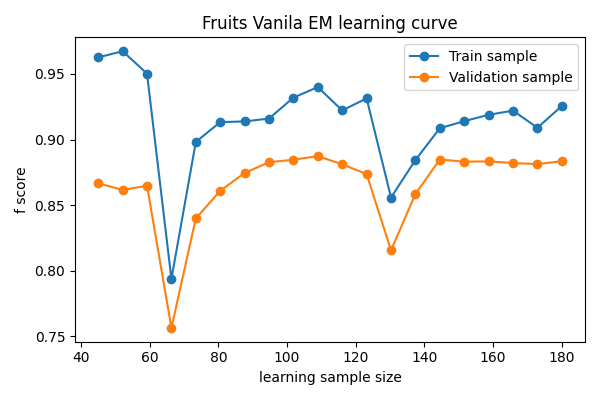 Fruits Vanila EM learning curve
Train sample
Validation sample
f score
0.95
0.90
0.85
0.80
0.75
40 60 80 100 120 140 160 180
learning sample size